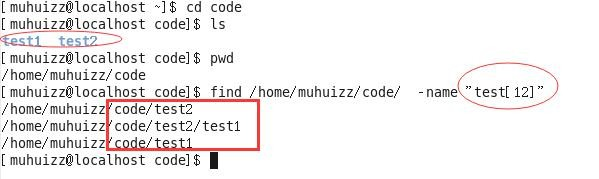 [muhuizz@localhost ~]$ cd code
[muhuizz@localhost code]$ ls
test1  test2
[muhuizz@localhost code]$ pwd
/home/muhuizz/code
[muhuizz@localhost code]$ find /home/muhuizz/code/  -name "test[12]"
/home/muhuizz/code/test2
/home/muhuizz/code/test2/test1
/home/muhuizz/code/test1
[muhuizz@localhost code]$